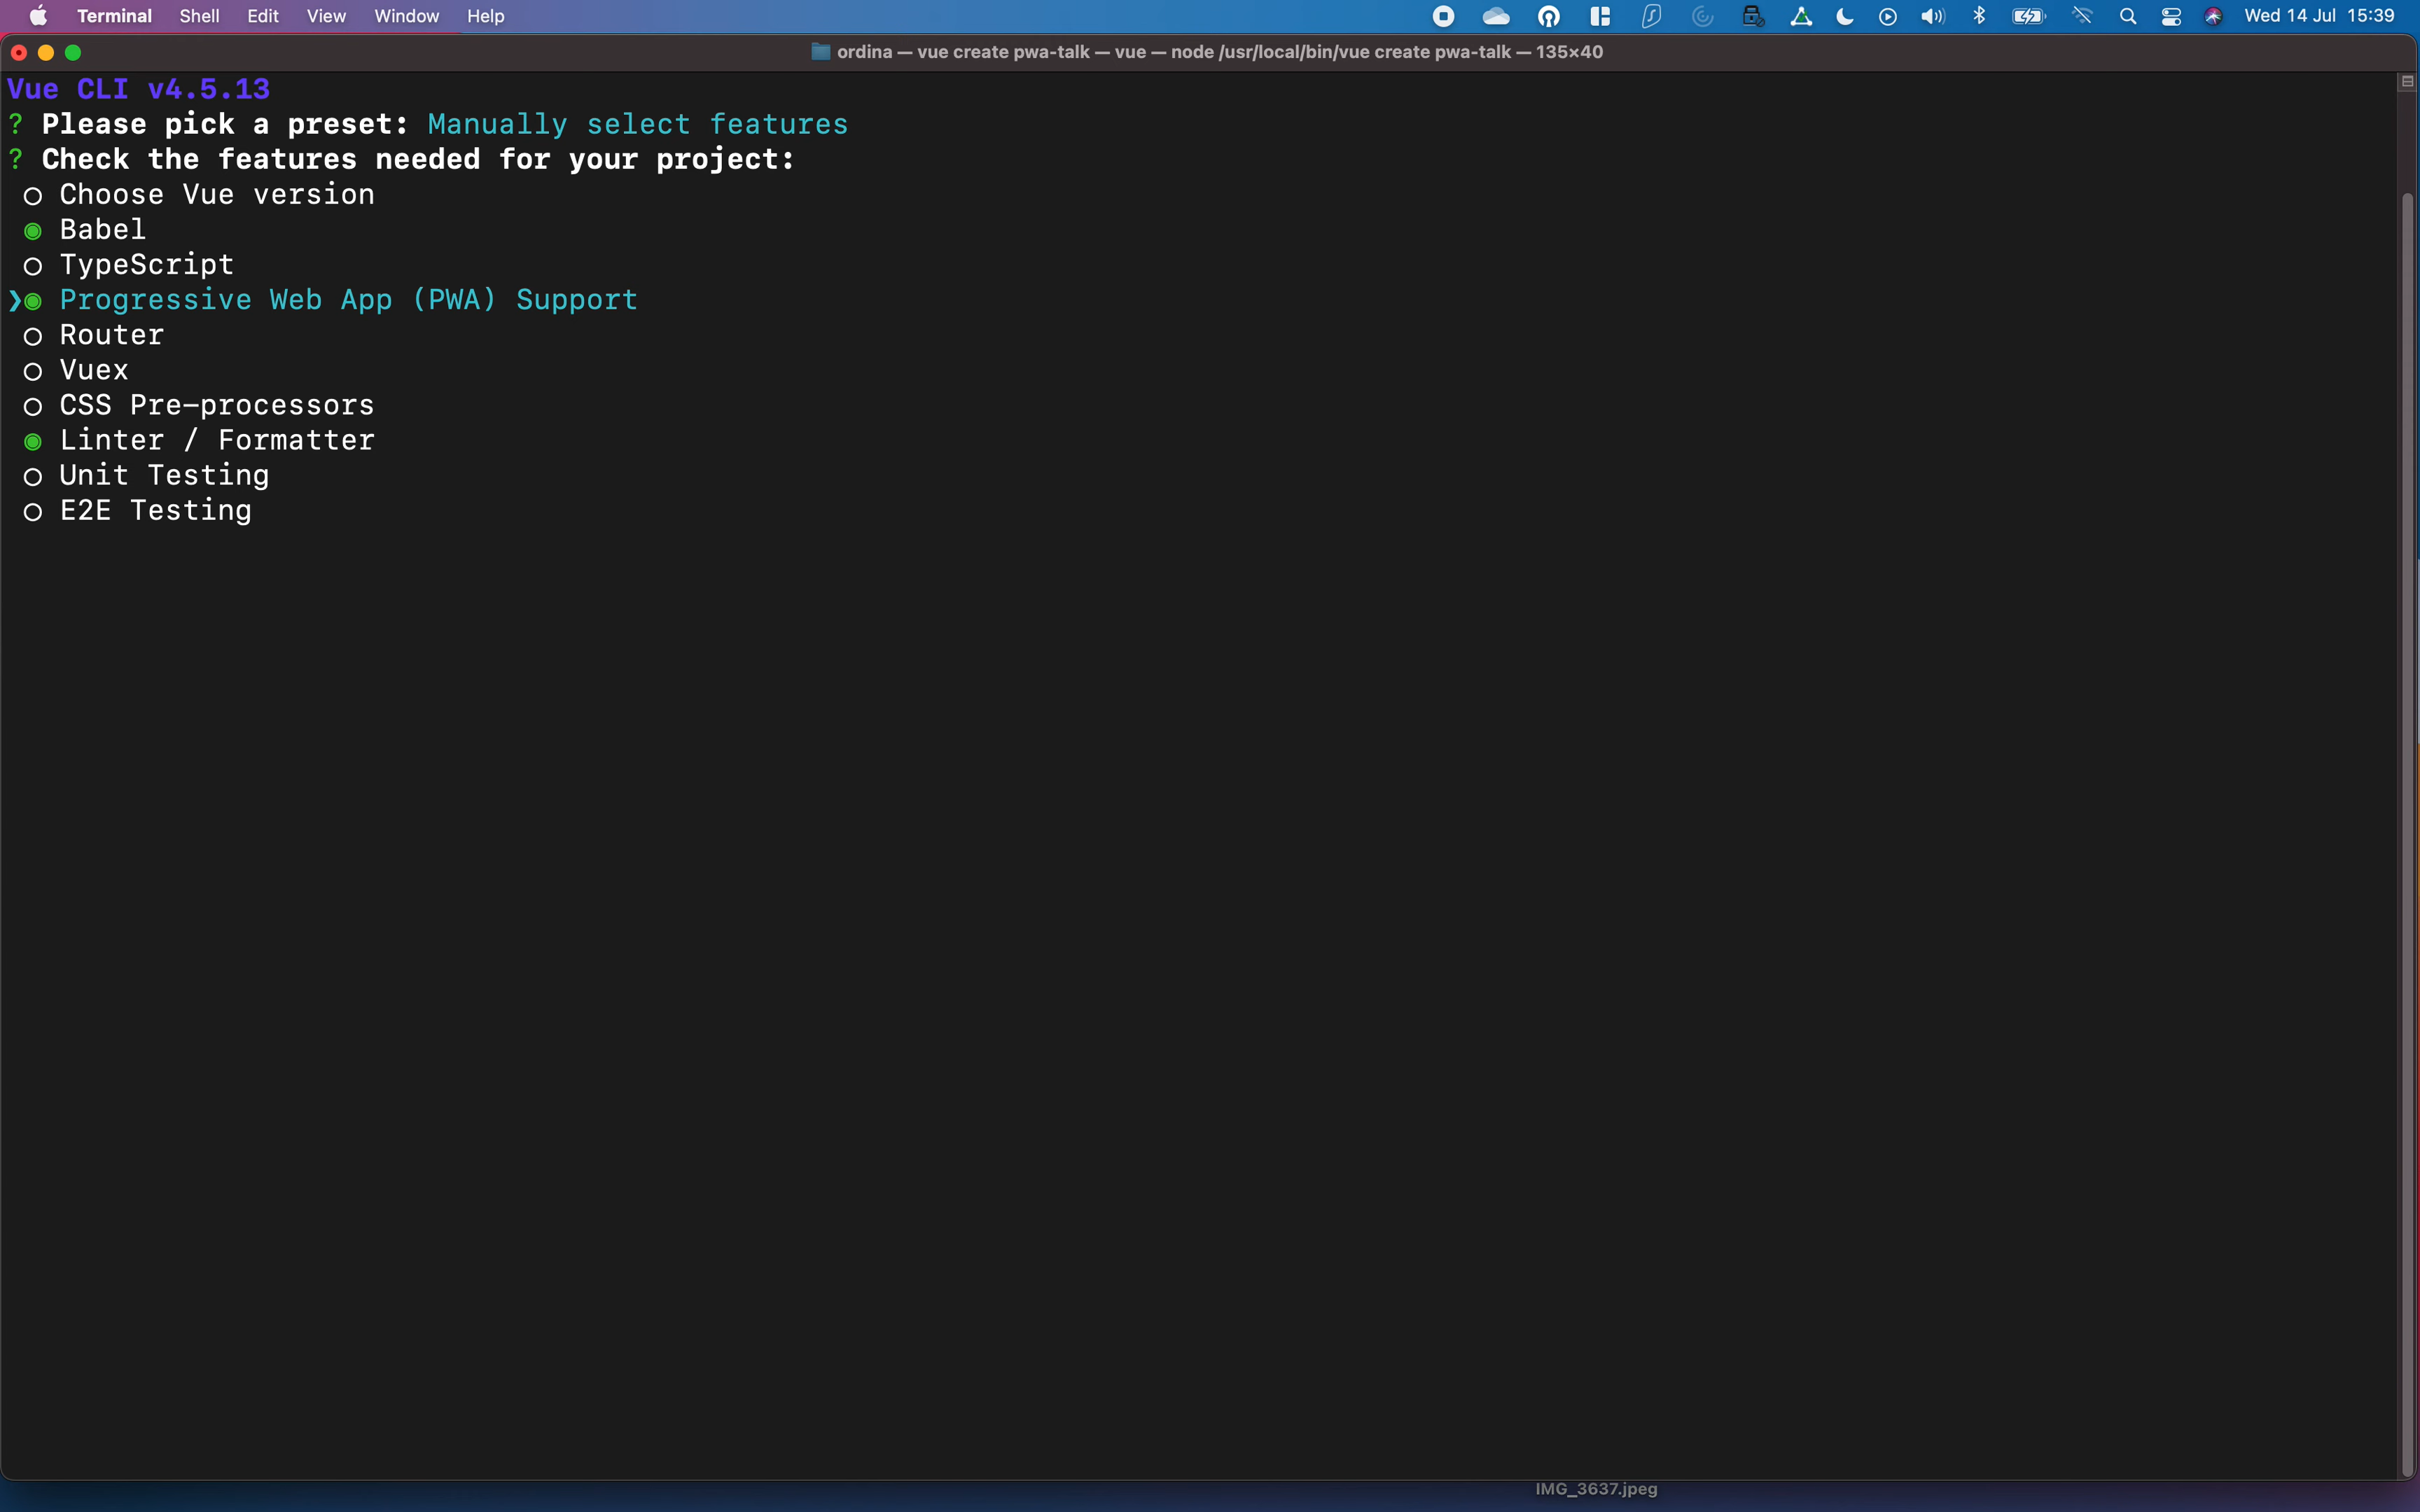 Terminal Shell Edit View Window Help Wed 14 Jul 15:39
ordina — vue create pwa-talk — vue — node /usr/local/bin/vue create pwa-talk — 135×40
Vue CLI v4.5.13
? Please pick a preset: Manually select features
? Check the features needed for your project:
◯ Choose Vue version
◉ Babel
◯ TypeScript
❯◉ Progressive Web App (PWA) Support
◯ Router
◯ Vuex
◯ CSS Pre-processors
◉ Linter / Formatter
◯ Unit Testing
◯ E2E Testing
IMG_3637.jpeg